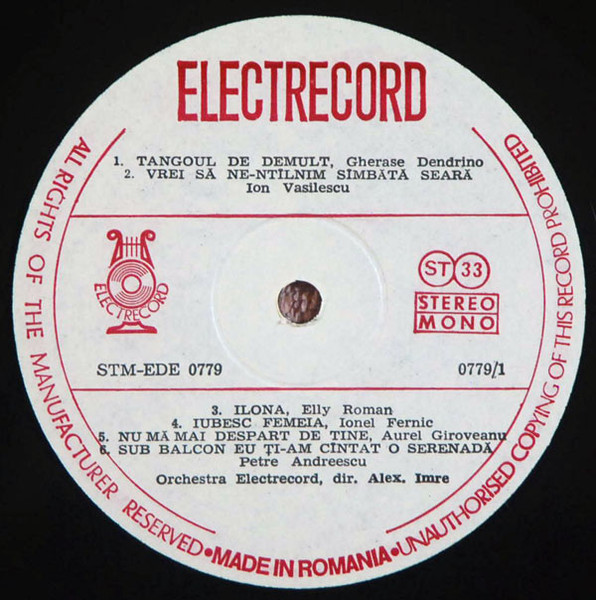 ELECTRECORD
1. TANGOUL DE DEMULT, Gherase Dendrino
2. VREI SĂ NE-NTÎLNIM SÎMBĂTĂ SEARĂ
Ion Vasilescu
ELECTRECORD
ST 33
STEREO
MONO
STM-EDE 0779
0779/1
3. ILONA, Elly Roman
4. IUBESC FEMEIA, Ionel Fernic
5. NU MĂ MAI DESPART DE TINE, Aurel Giroveanu
6. SUB BALCON EU ŢI-AM CÎNTAT O SERENADĂ
Petre Andreescu
Orchestra Electrecord, dir. Alex. Imre
ALL RIGHTS OF THE MANUFACTURER RESERVED • MADE IN ROMANIA • UNAUTHORISED COPYING OF THIS RECORD PROHIBITED